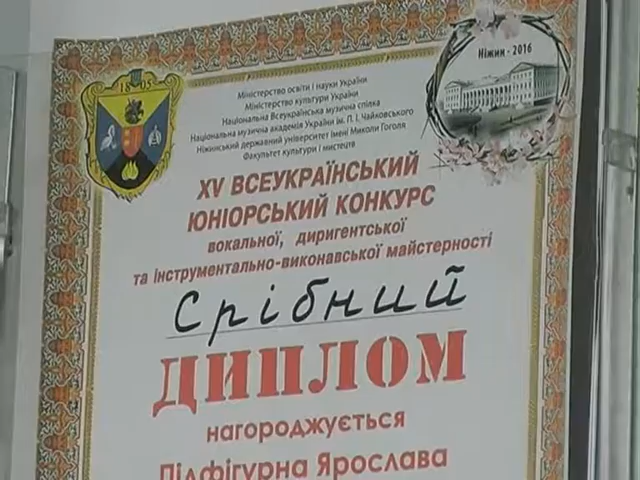 1805
Ніжин - 2016
Міністерство освіти і науки України
Міністерство культури України
Національна Всеукраїнська музична спілка
Національна музична академія України ім. П. І. Чайковського
Ніжинський державний університет імені Миколи Гоголя
Факультет культури і мистецтв
XV ВСЕУКРАЇНСЬКИЙ
ЮНІОРСЬКИЙ КОНКУРС
вокальної, диригентської
та інструментально-виконавської майстерності
Срібний
ДИПЛОМ
нагороджується
Підфігурна Ярослава